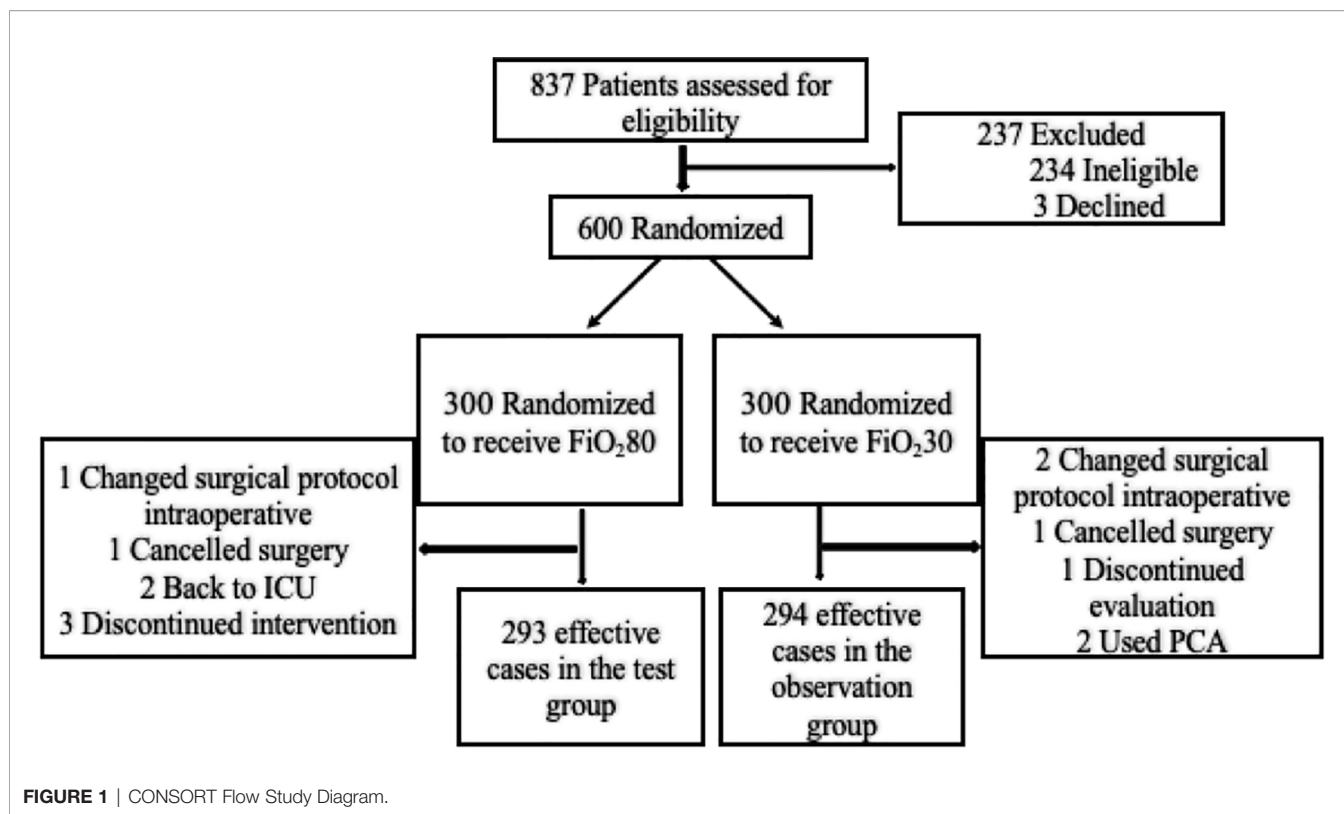 837 Patients assessed for
eligibility
237 Excluded
234 Ineligible
3 Declined
600 Randomized
300 Randomized
to receive FiO₂80
300 Randomized
to receive FiO₂30
1 Changed surgical protocol
intraoperative
1 Cancelled surgery
2 Back to ICU
3 Discontinued intervention
2 Changed surgical
protocol intraoperative
1 Cancelled surgery
1 Discontinued
evaluation
2 Used PCA
293 effective
cases in the test
group
294 effective
cases in the
observation
group
FIGURE 1 | CONSORT Flow Study Diagram.